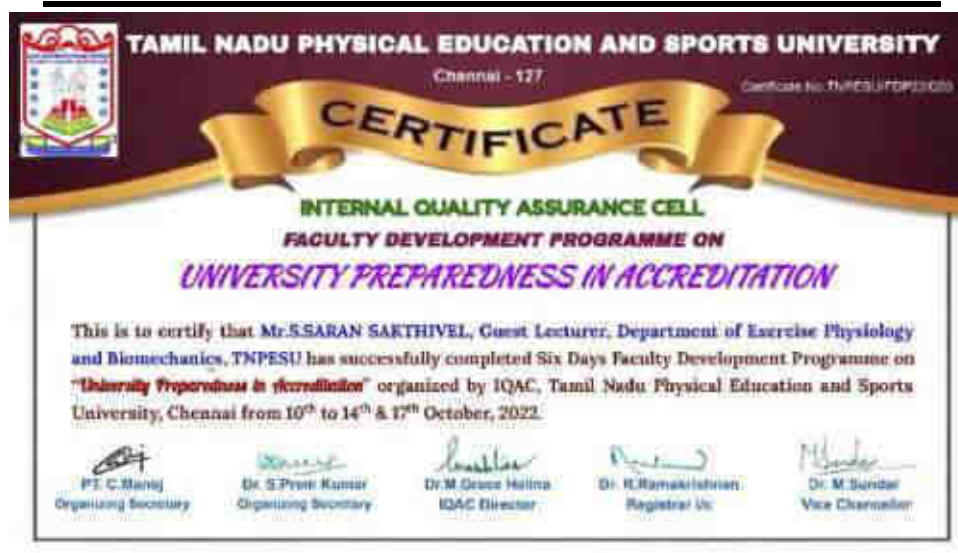 TAMIL NADU PHYSICAL EDUCATION AND SPORTS UNIVERSITY
Chennai - 127
Certificate No.
CERTIFICATE
INTERNAL QUALITY ASSURANCE CELL
FACULTY DEVELOPMENT PROGRAMME ON
UNIVERSITY PREPAREDNESS IN ACCREDITATION
This is to certify that Mr.S.SARAN SAKTHIVEL, Guest Lecturer, Department of Exercise Physiology
and Biomechanics, TNPESU has successfully completed Six Days Faculty Development Programme on
"University Preparedness in Accreditation" organized by IQAC, Tamil Nadu Physical Education and Sports
University, Chennai from 10th to 14th & 17th October, 2022.
PT. C.Manoj Dr. S.Prem Kumar Dr.M.Grace Helina Dr. R.Ramakrishnan Dr. M.Sundar
Organizing Secretary Organizing Secretary IQAC Director Registrar i/c Vice Chancellor